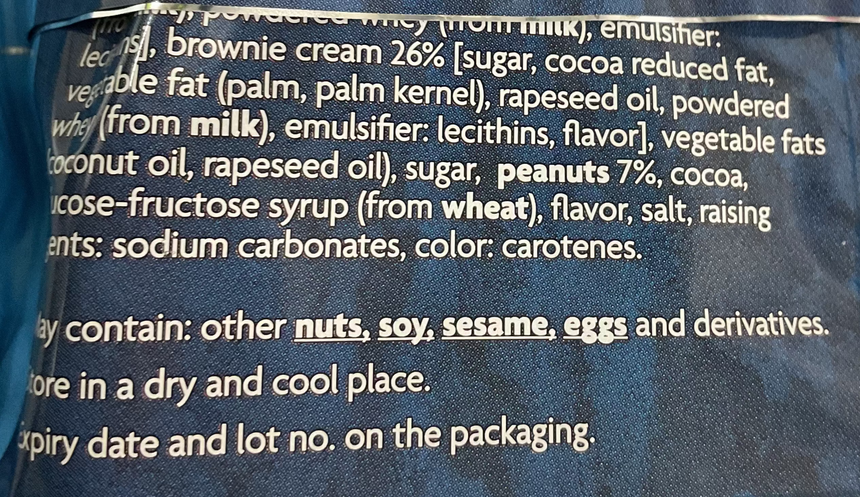 powdered whey (from milk), emulsifier:
lecithins], brownie cream 26% [sugar, cocoa reduced fat,
vegetable fat (palm, palm kernel), rapeseed oil, powdered
whey (from milk), emulsifier: lecithins, flavor], vegetable fats
coconut oil, rapeseed oil), sugar, peanuts 7%, cocoa,
ucose-fructose syrup (from wheat), flavor, salt, raising
ents: sodium carbonates, color: carotenes.
ay contain: other nuts, soy, sesame, eggs and derivatives.
tore in a dry and cool place.
xpiry date and lot no. on the packaging.